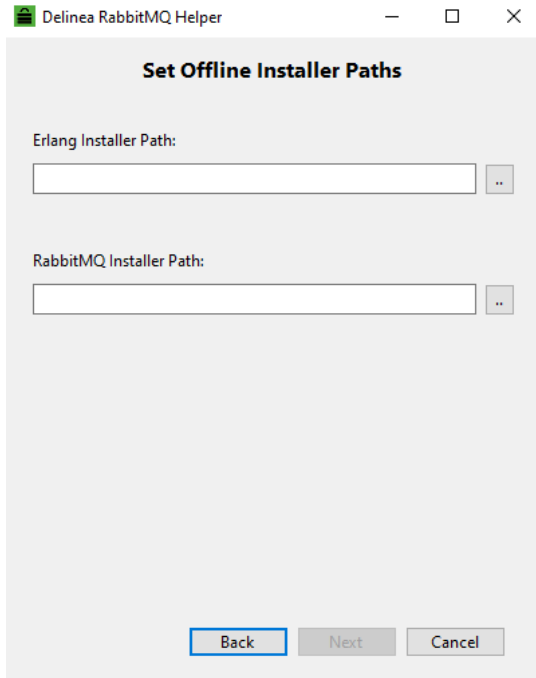 Delinea RabbitMQ Helper
Set Offline Installer Paths
Erlang Installer Path:
..
RabbitMQ Installer Path:
..
Back Next Cancel